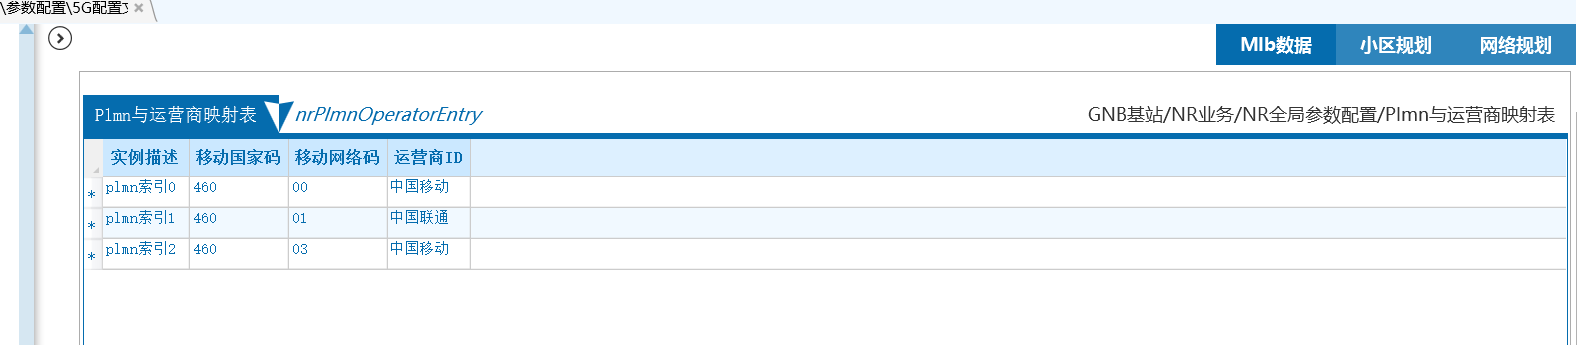 \参数配置\5G配置文 ×
MIb数据 小区规划 网络规划
Plmn与运营商映射表 nrPlmnOperatorEntry GNB基站/NR业务/NR全局参数配置/Plmn与运营商映射表
实例描述 移动国家码 移动网络码 运营商ID
* plmn索引0 460 00 中国移动
* plmn索引1 460 01 中国联通
* plmn索引2 460 03 中国移动